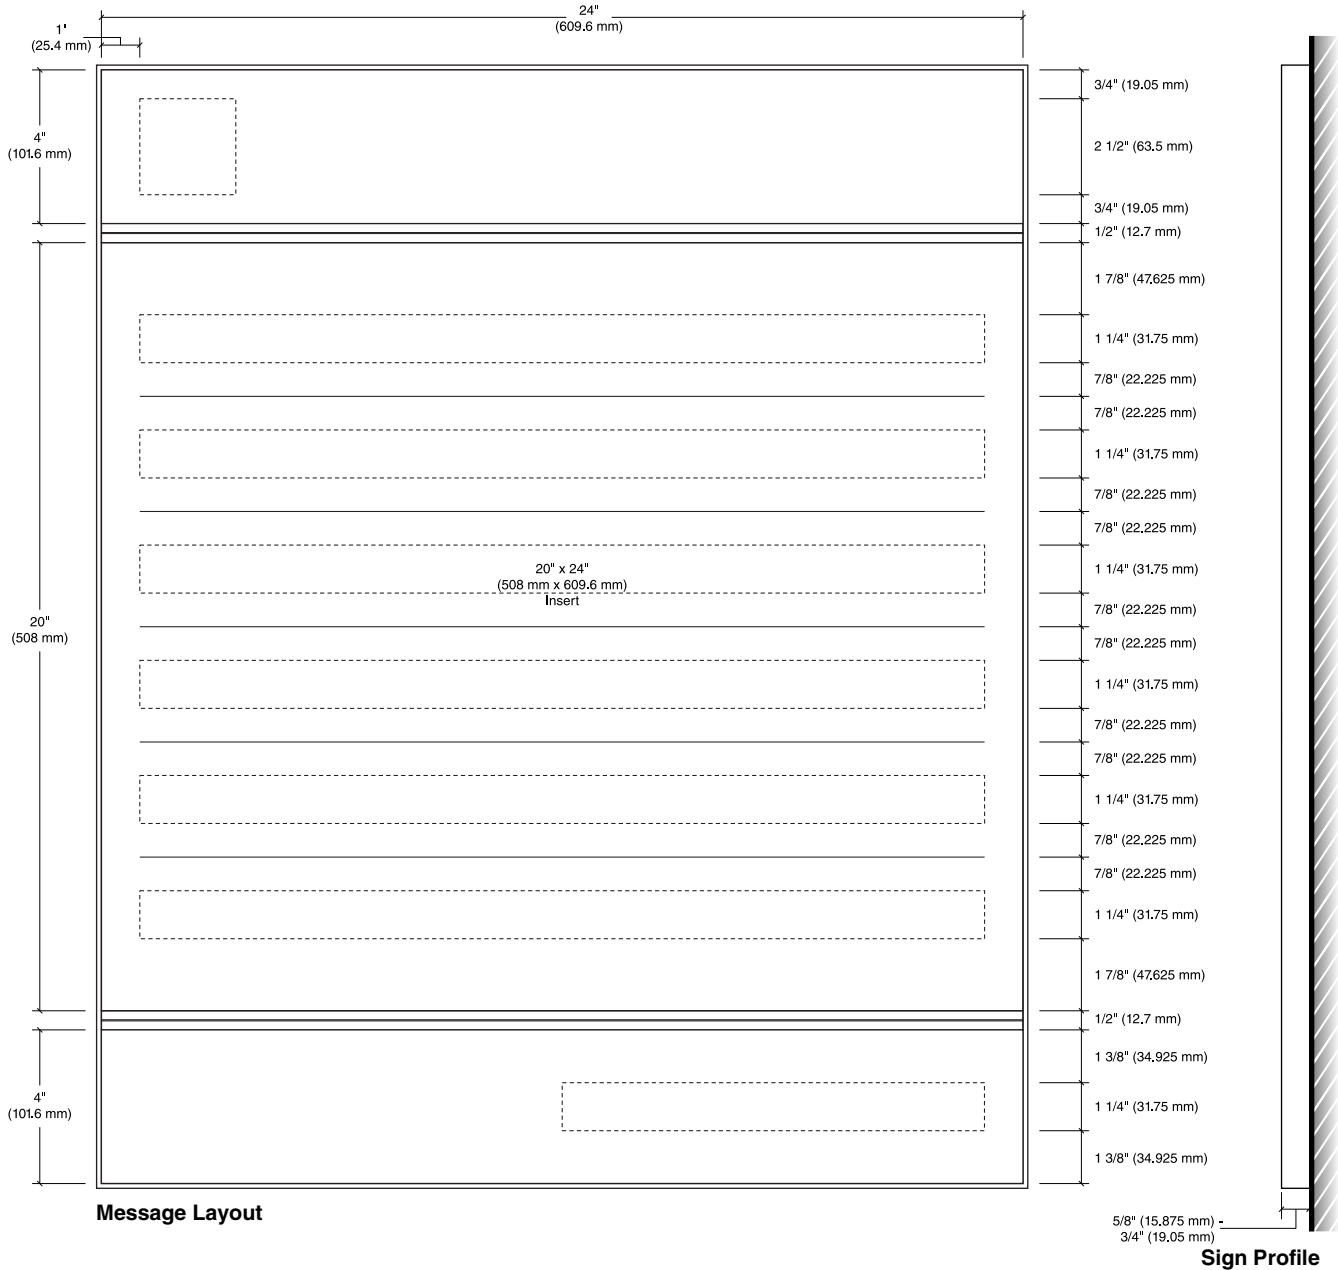 24"
(609.6 mm)
1"
(25.4 mm)
4"
(101.6 mm)
3/4" (19.05 mm)
2 1/2" (63.5 mm)
3/4" (19.05 mm)
1/2" (12.7 mm)
1 7/8" (47.625 mm)
1 1/4" (31.75 mm)
7/8" (22.225 mm)
7/8" (22.225 mm)
1 1/4" (31.75 mm)
7/8" (22.225 mm)
7/8" (22.225 mm)
20" x 24"
(508 mm x 609.6 mm)
Insert
1 1/4" (31.75 mm)
7/8" (22.225 mm)
20"
(508 mm)
7/8" (22.225 mm)
1 1/4" (31.75 mm)
7/8" (22.225 mm)
7/8" (22.225 mm)
1 1/4" (31.75 mm)
7/8" (22.225 mm)
7/8" (22.225 mm)
1 1/4" (31.75 mm)
1 7/8" (47.625 mm)
1/2" (12.7 mm)
1 3/8" (34.925 mm)
4"
(101.6 mm)
1 1/4" (31.75 mm)
1 3/8" (34.925 mm)
Message Layout
5/8" (15.875 mm) -
3/4" (19.05 mm)
Sign Profile